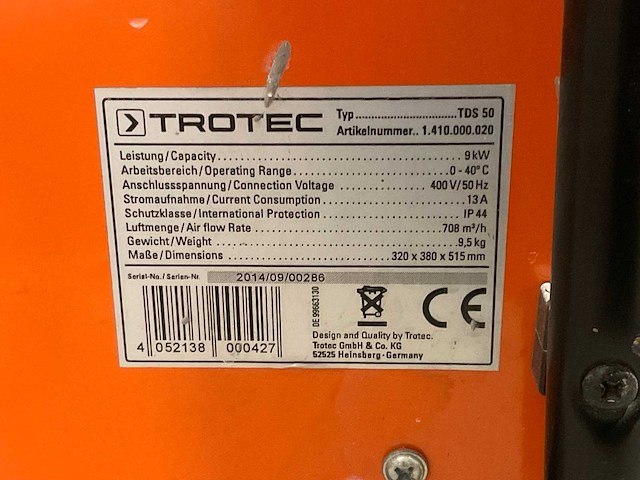 TROTEC
Typ..............................TDS 50
Artikelnummer.. 1.410.000.020
Leistung/Capacity........................................9 kW
Arbeitsbereich/Operating Range..................0 - 40° C
Anschlussspannung/Connection Voltage ............. 400 V/50 Hz
Stromaufnahme/Current Consumption..................13 A
Schutzklasse/International Protection..................IP 44
Luftmenge/Air flow Rate..............................708 m³/h
Gewicht/Weight........................................9,5 kg
Maße/Dimensions ..............................320 x 380 x 515 mm
Serial-No./Serien-Nr. 2014/09/00286
DE 99663130
CE
4 052138 000427
Design and Quality by Trotec.
Trotec GmbH & Co. KG
52525 Heinsberg · Germany